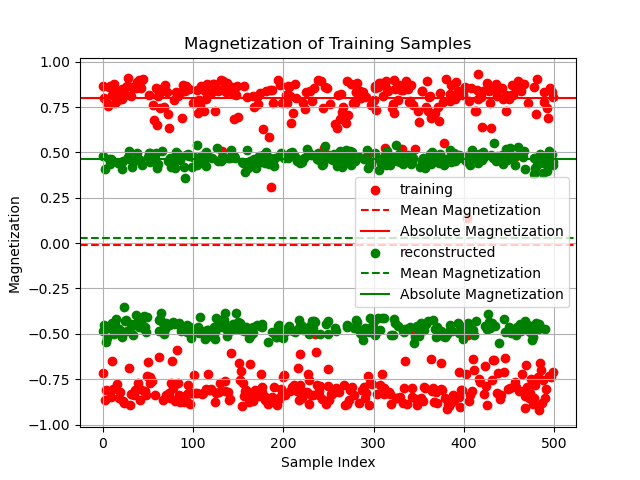 Magnetization of Training Samples
1.00
0.75
0.50
0.25
0.00
−0.25
−0.50
−0.75
−1.00
Magnetization
training
Mean Magnetization
Absolute Magnetization
reconstructed
Mean Magnetization
Absolute Magnetization
0 100 200 300 400 500
Sample Index